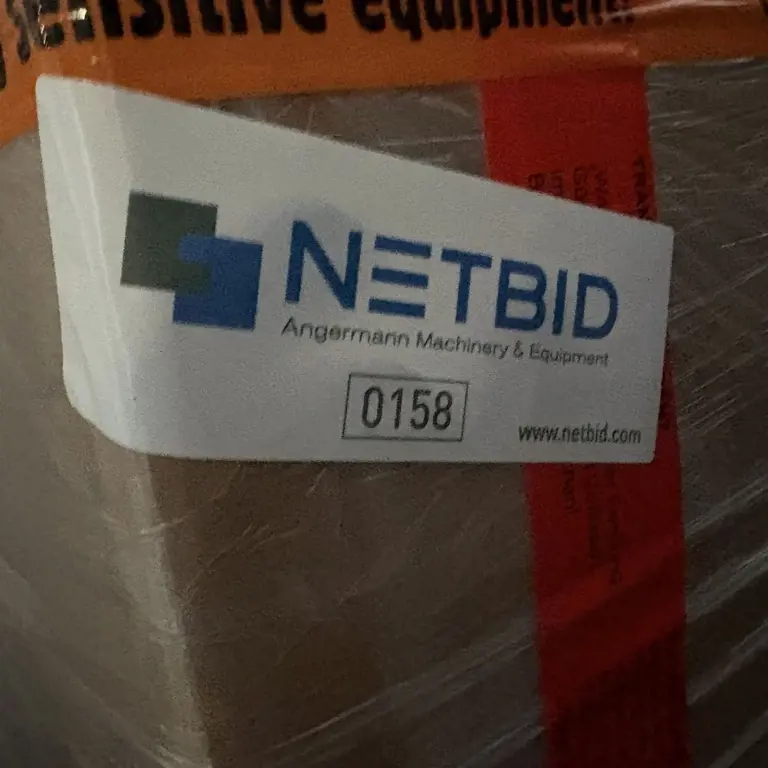 sensitive equipment
NETBID
Angermann Machinery & Equipment
0158
www.netbid.com